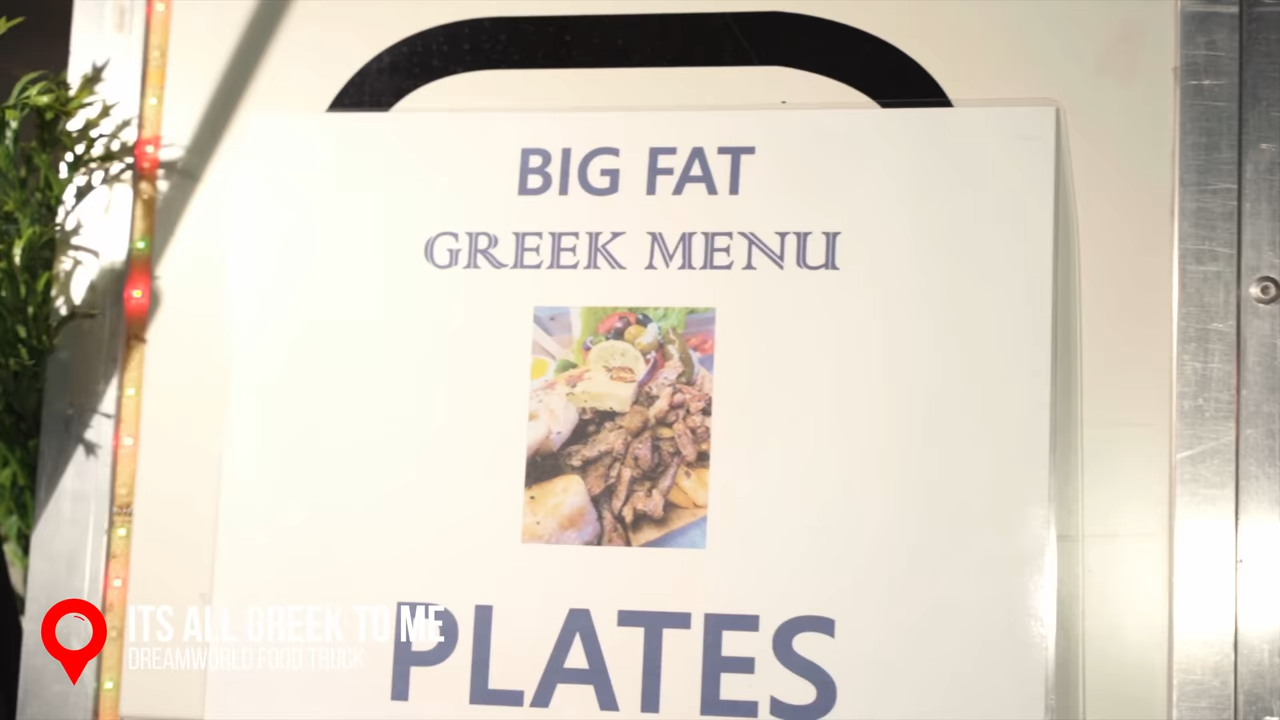 BIG FAT
GREEK MENU
PLATES
ITS ALL GREEK TO ME
DREAMWORLD FOOD TRUCK